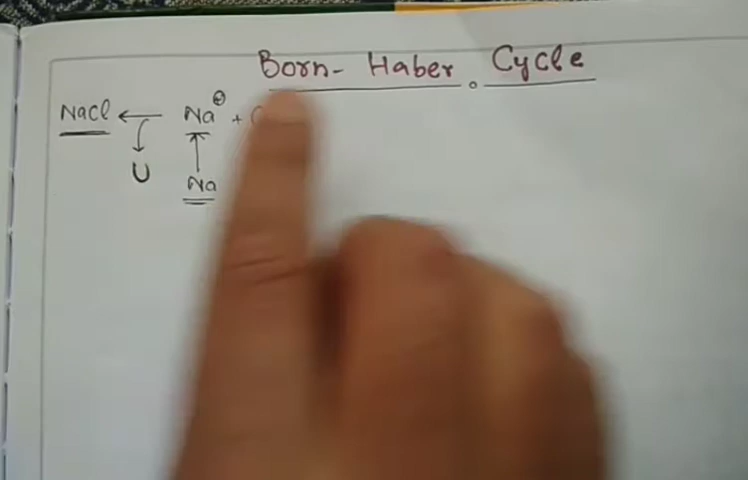 Born- Haber Cycle
NaCl ← Na⊕ +
↓ ↑
U Na